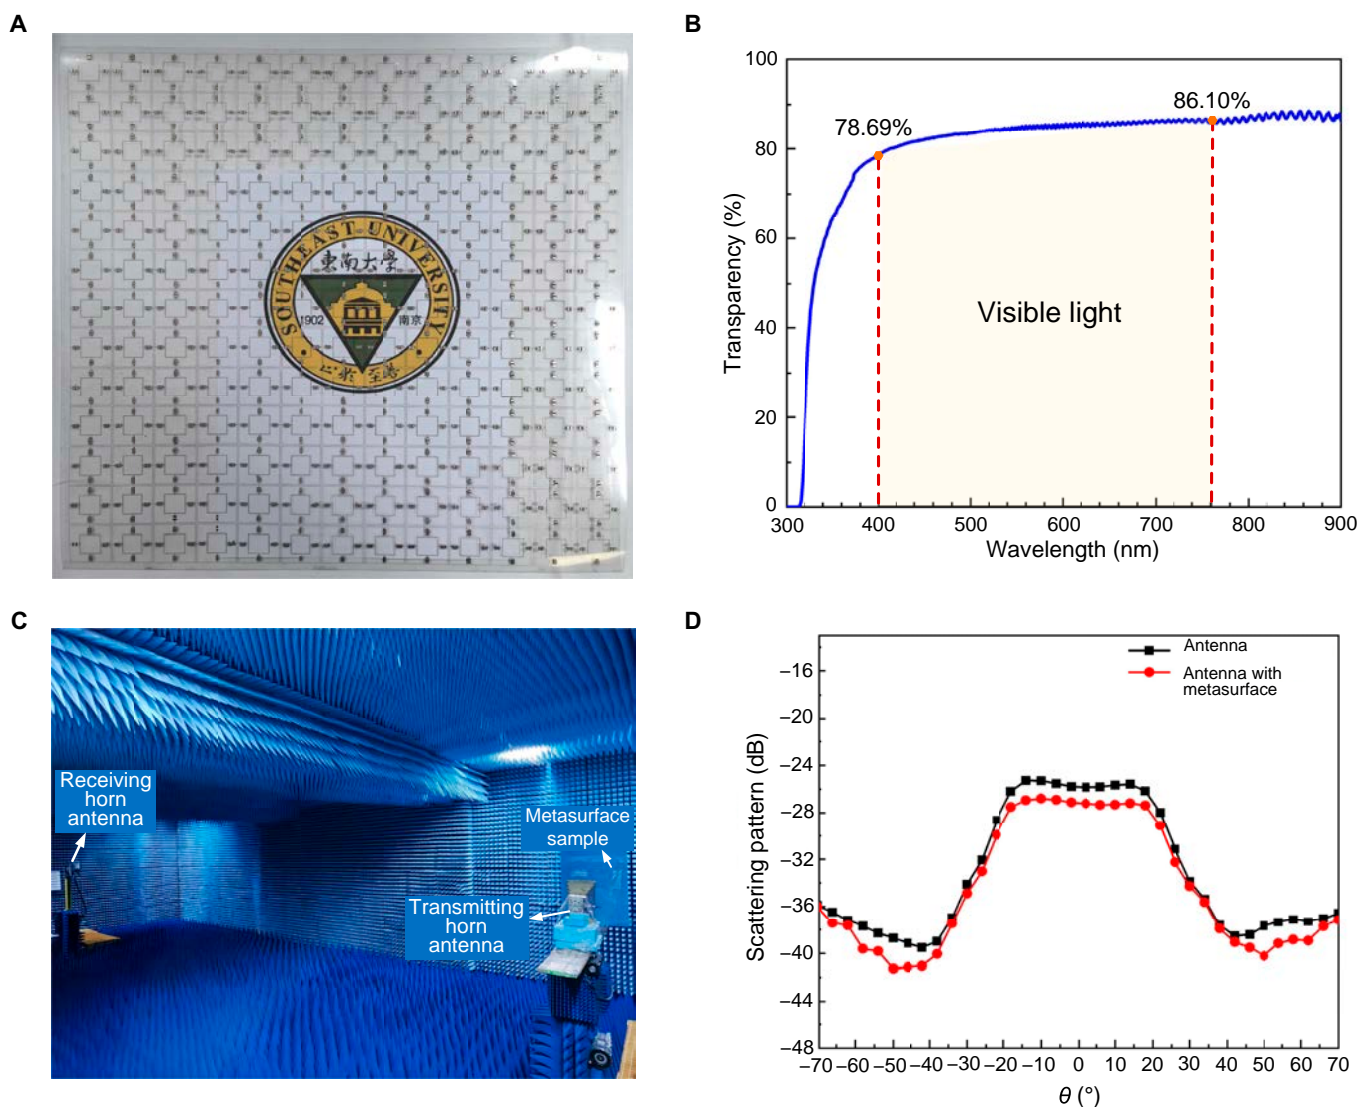 A
SOUTHEAST UNIVERSITY
東南大学
1902
南京
B
100
80
60
40
20
0
300
400
500
600
700
800
900
78.69%
86.10%
Visible light
Transparency (%)
Wavelength (nm)
C
Receiving
horn
antenna
Metasurface
sample
Transmitting
horn
antenna
D
Antenna
Antenna with
metasurface
–16
–20
–24
–28
–32
–36
–40
–44
–48
Scattering pattern (dB)
–70 –60 –50 –40 –30 –20 –10 0 10 20 30 40 50 60 70
θ (°)